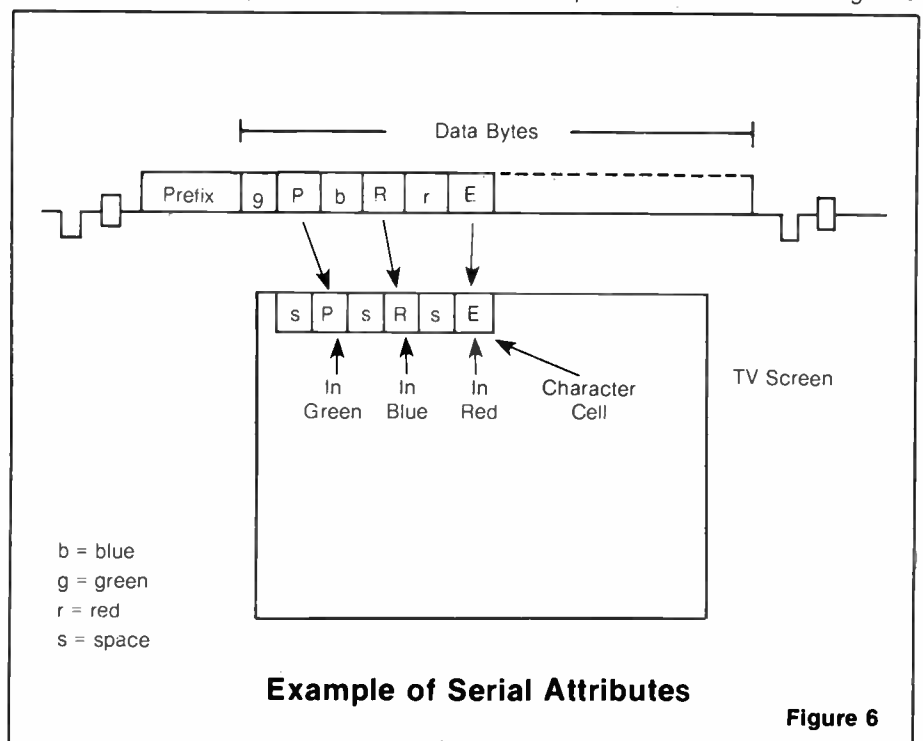 Data Bytes
Prefix g P b R r E
s P s R s E
In Green
In Blue
In Red
Character Cell
TV Screen
b = blue
g = green
r = red
s = space
Example of Serial Attributes
Figure 6